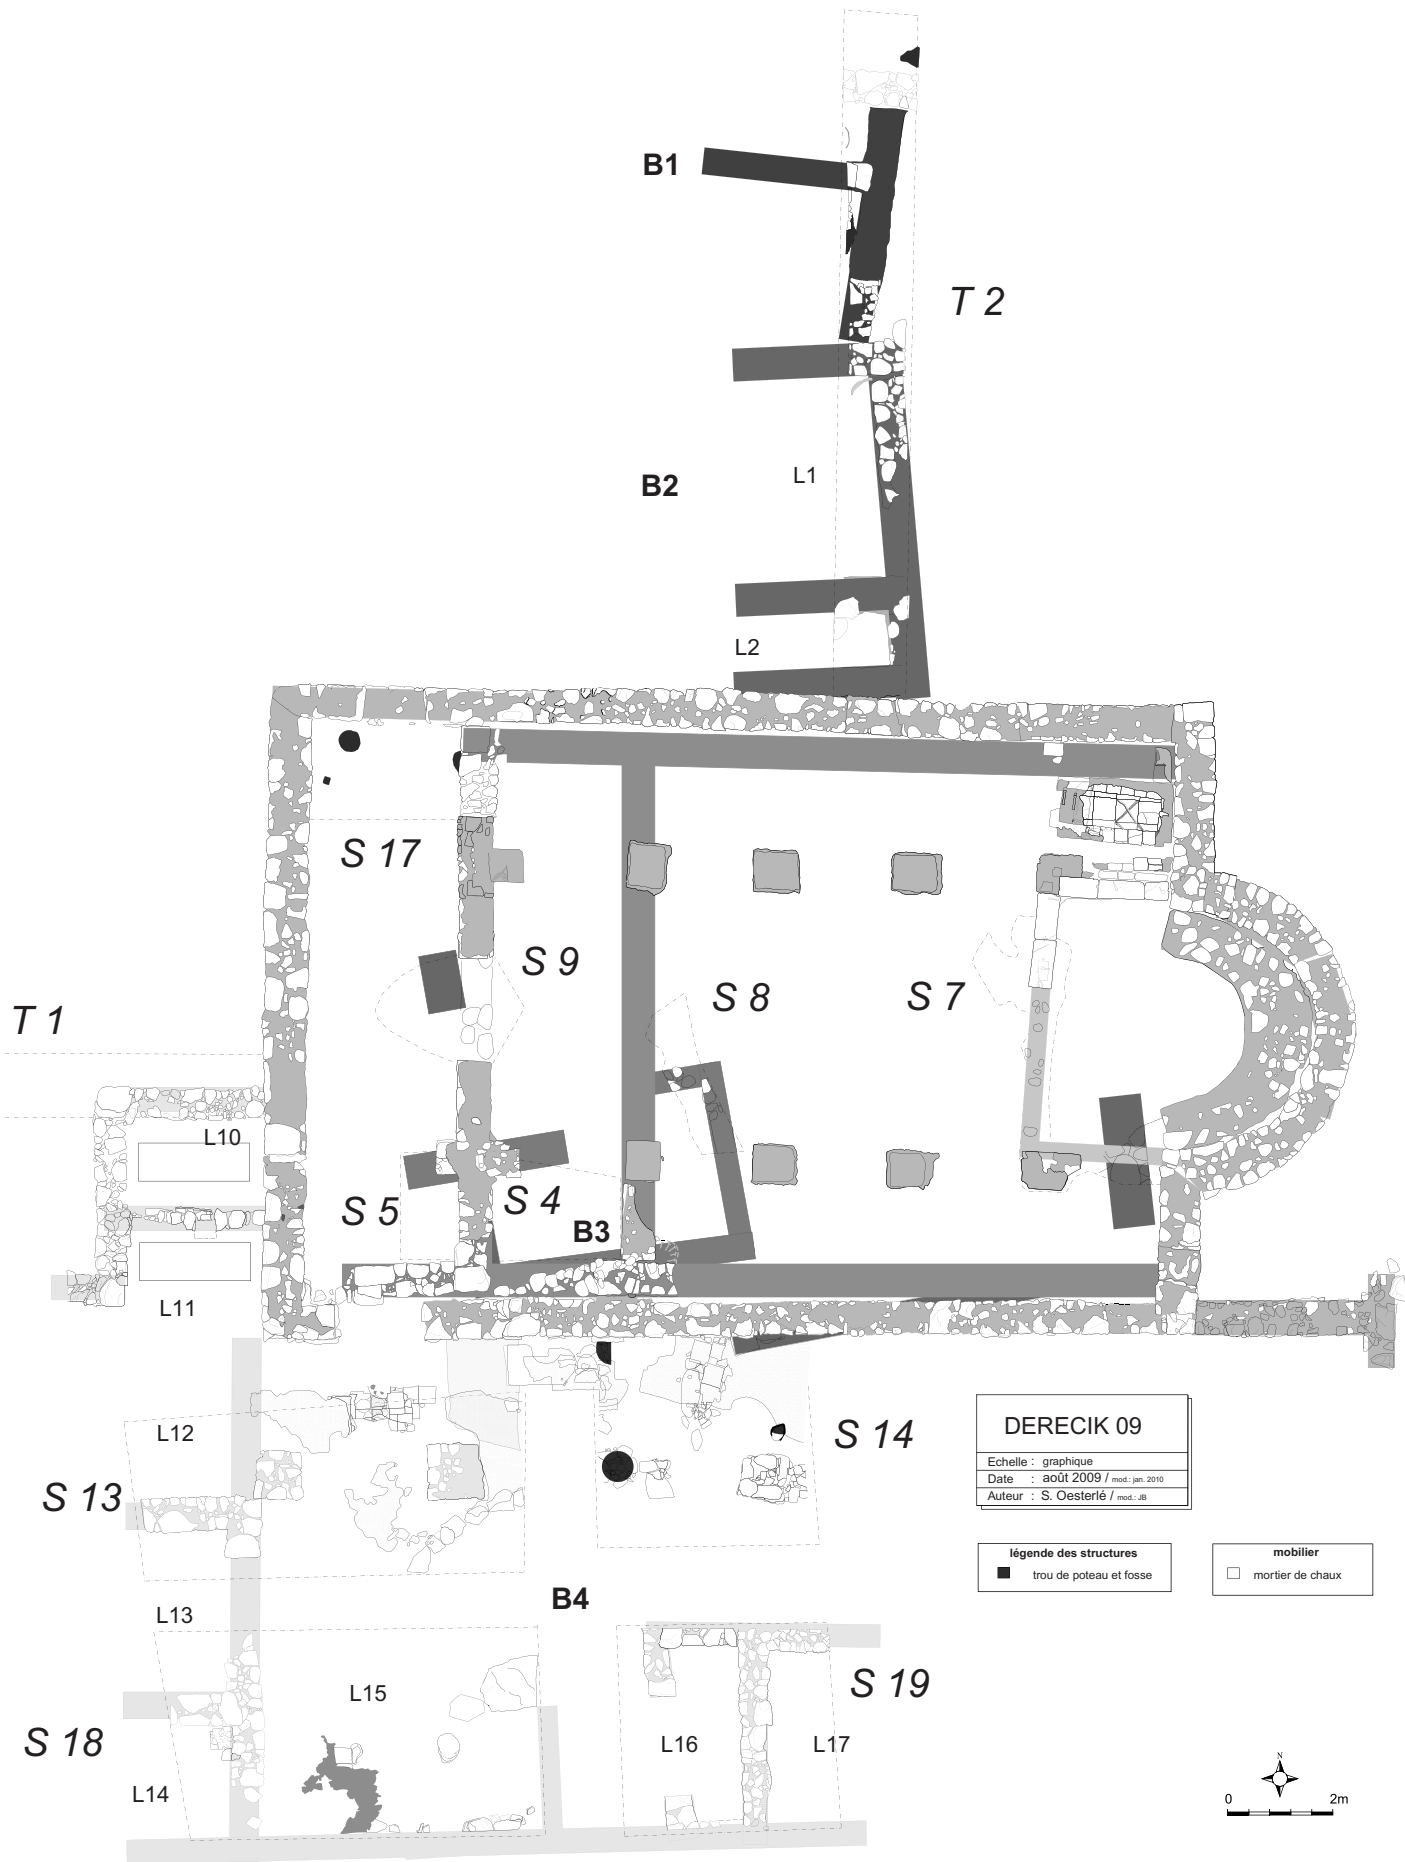 B1
T 2
B2
L1
L2
S 17
S 9
S 8
S 7
T 1
L10
S 5
S 4
B3
L11
L12
S 14
S 13
DERECIK 09
Echelle : graphique
Date : août 2009 / mod.: jan. 2010
Auteur : S. Oesterlé / mod.: JB
légende des structures
trou de poteau et fosse
mobilier
mortier de chaux
B4
L13
L15
S 19
S 18
L16
L17
L14
N
0 2m